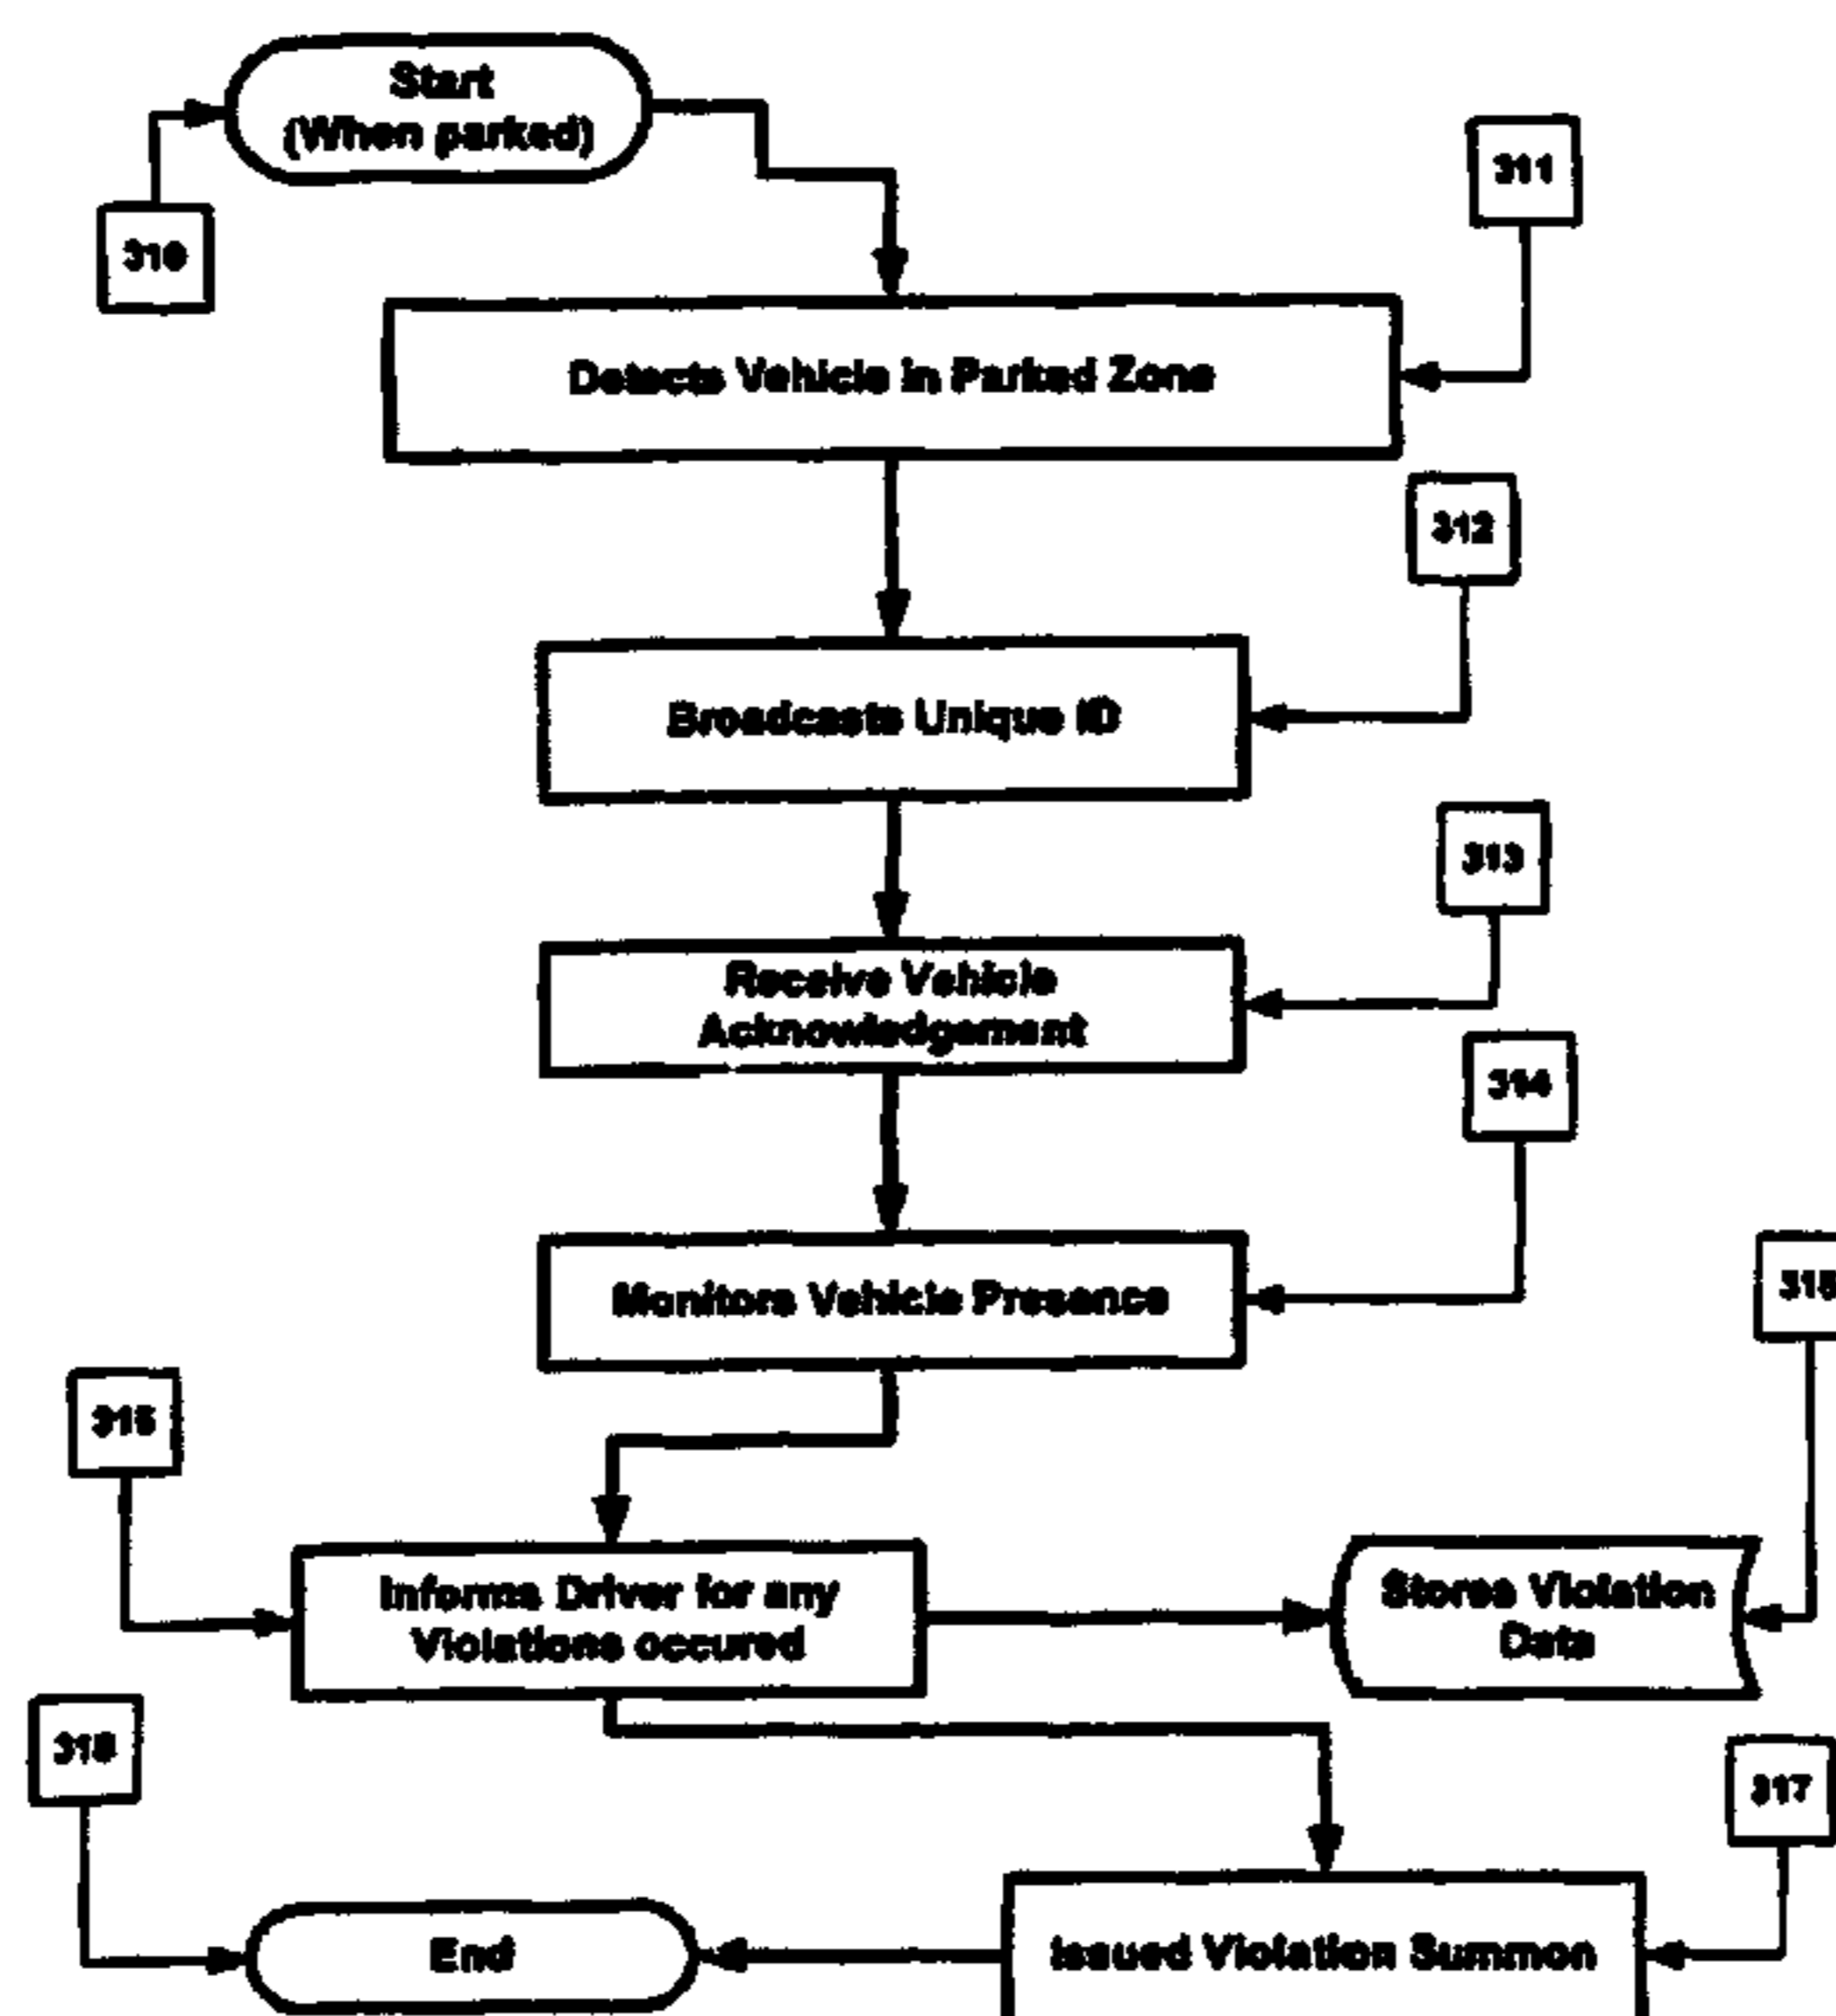 Start
(When parked)
311
310
Detects Vehicle in Parked Zone
312
Broadcasts Unique ID
313
Receive Vehicle
Acknowledgement
314
Monitors Vehicle Presence
315
Informs Driver for any
Violations occured
Stores Violation
Data
317
End
Issued Violation Summon